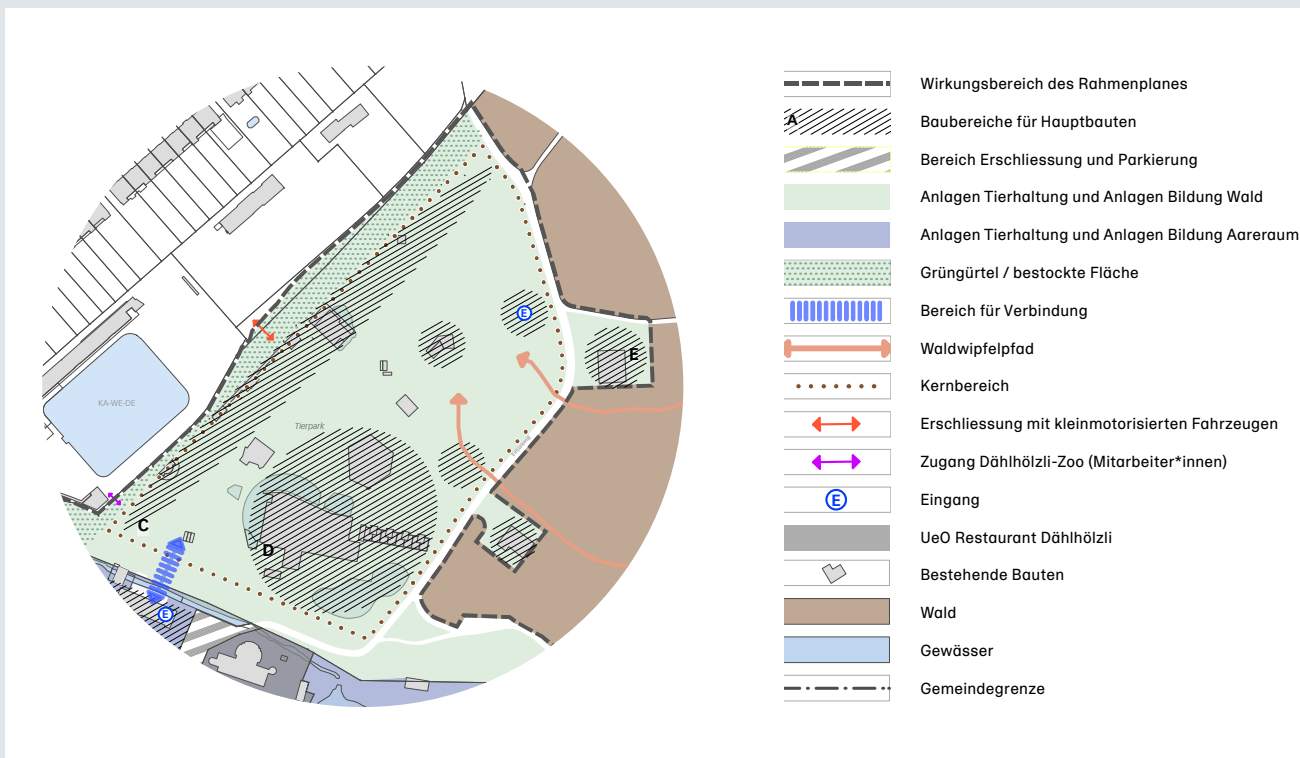 Wirkungsbereich des Rahmenplanes
A
Baubereiche für Hauptbauten
Bereich Erschliessung und Parkierung
Anlagen Tierhaltung und Anlagen Bildung Wald
Anlagen Tierhaltung und Anlagen Bildung Aareraum
Grüngürtel / bestockte Fläche
Bereich für Verbindung
Waldwipfelpfad
Kernbereich
Erschliessung mit kleinmotorisierten Fahrzeugen
Zugang Dählhölzli-Zoo (Mitarbeiter*innen)
E
Eingang
UeO Restaurant Dählhölzli
Bestehende Bauten
Wald
Gewässer
Gemeindegrenze
E
E
KA-WE-DE
Tierpark
C
D
E